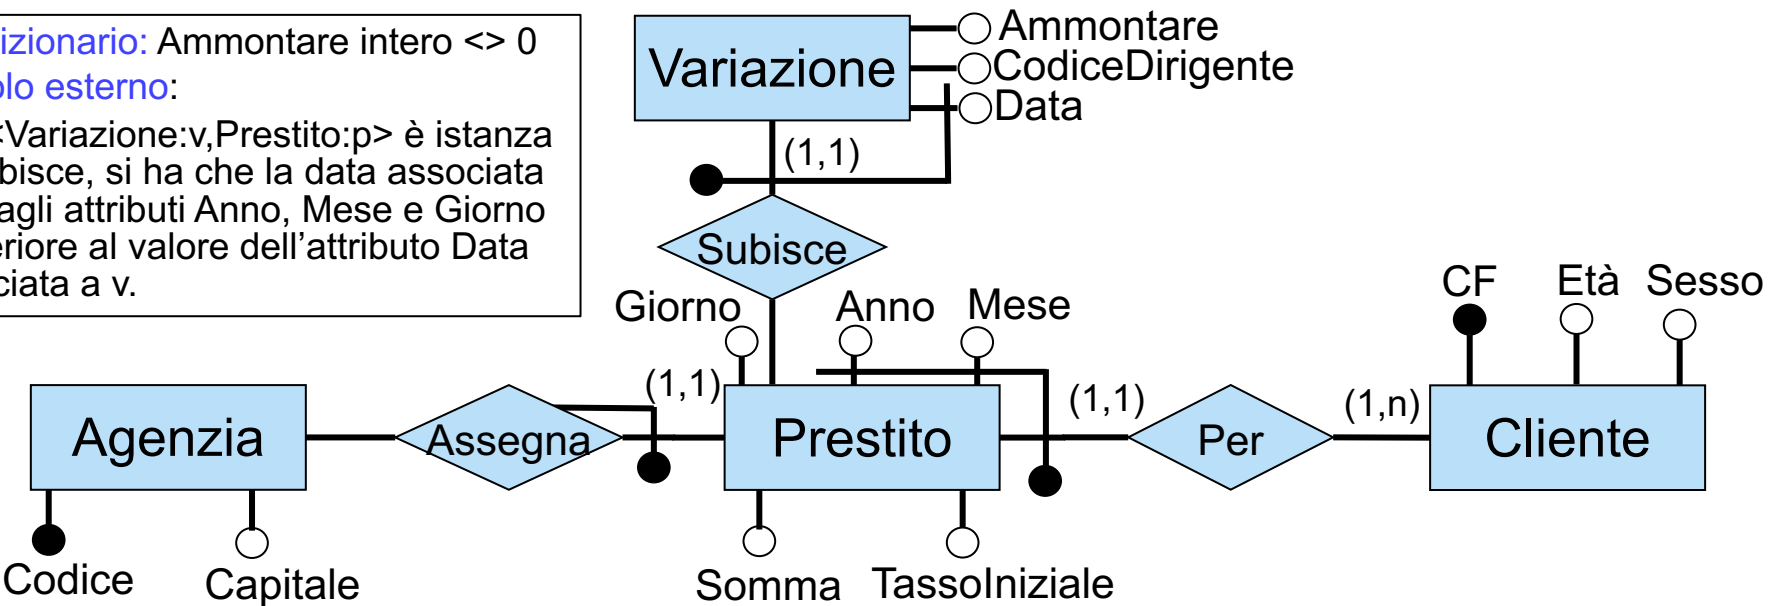 izionario: Ammontare intero <> 0
olo esterno:
<Variazione:v,Prestito:p> è istanza
bisce, si ha che la data associata
agli attributi Anno, Mese e Giorno
eriore al valore dell’attributo Data
ciata a v.
Variazione
Ammontare
CodiceDirigente
Data
(1,1)
Subisce
Giorno
Anno
Mese
CF
Età
Sesso
Agenzia
Assegna
(1,1)
Prestito
(1,1)
Per
(1,n)
Cliente
Codice
Capitale
Somma
TassoIniziale